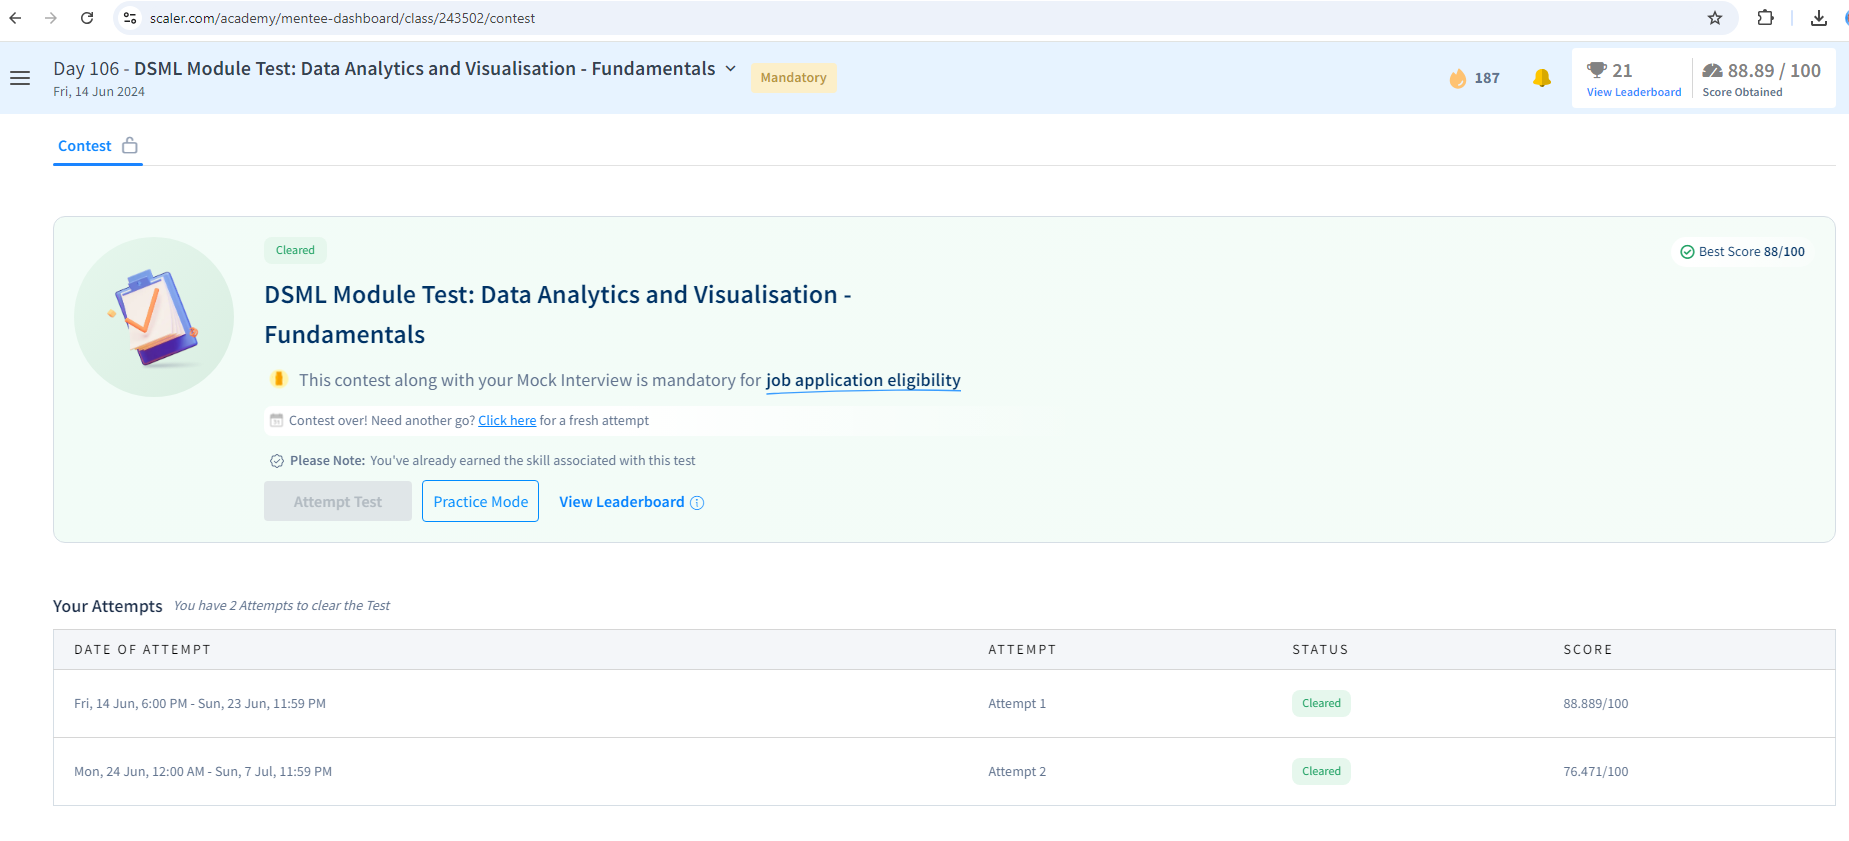 scaler.com/academy/mentee-dashboard/class/243502/contest
Day 106 - DSML Module Test: Data Analytics and Visualisation - Fundamentals
Mandatory
Fri, 14 Jun 2024
187
21
View Leaderboard
88.89 / 100
Score Obtained
Contest
Cleared
Best Score 88/100
DSML Module Test: Data Analytics and Visualisation -
Fundamentals
This contest along with your Mock Interview is mandatory for job application eligibility
Contest over! Need another go? Click here for a fresh attempt
Please Note: You've already earned the skill associated with this test
Attempt Test
Practice Mode
View Leaderboard
Your Attempts You have 2 Attempts to clear the Test
DATE OF ATTEMPT ATTEMPT STATUS SCORE
Fri, 14 Jun, 6:00 PM - Sun, 23 Jun, 11:59 PM Attempt 1 Cleared 88.889/100
Mon, 24 Jun, 12:00 AM - Sun, 7 Jul, 11:59 PM Attempt 2 Cleared 76.471/100